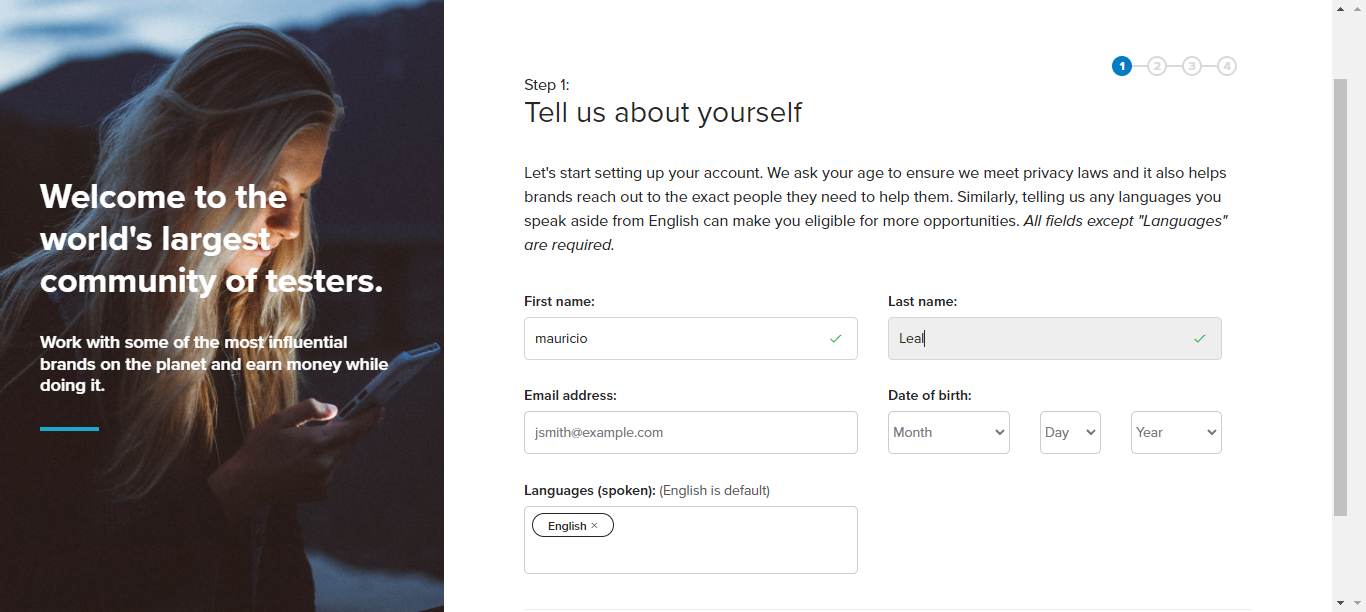 Welcome to the
world's largest
community of testers.
Work with some of the most influential
brands on the planet and earn money while
doing it.
1 2 3 4
Step 1:
Tell us about yourself
Let's start setting up your account. We ask your age to ensure we meet privacy laws and it also helps
brands reach out to the exact people they need to help them. Similarly, telling us any languages you
speak aside from English can make you eligible for more opportunities. All fields except "Languages"
are required.
First name:
Last name:
mauricio
Leal
Email address:
Date of birth:
jsmith@example.com
Month
Day
Year
Languages (spoken): (English is default)
English ×